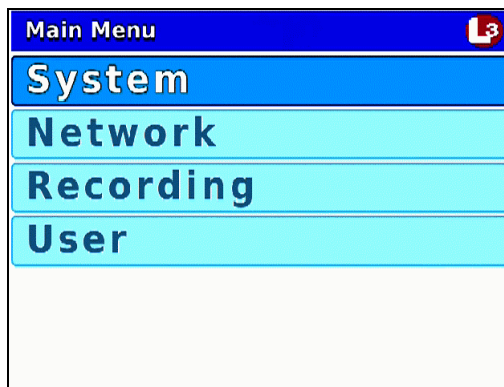 Main Menu
L3
System
Network
Recording
User